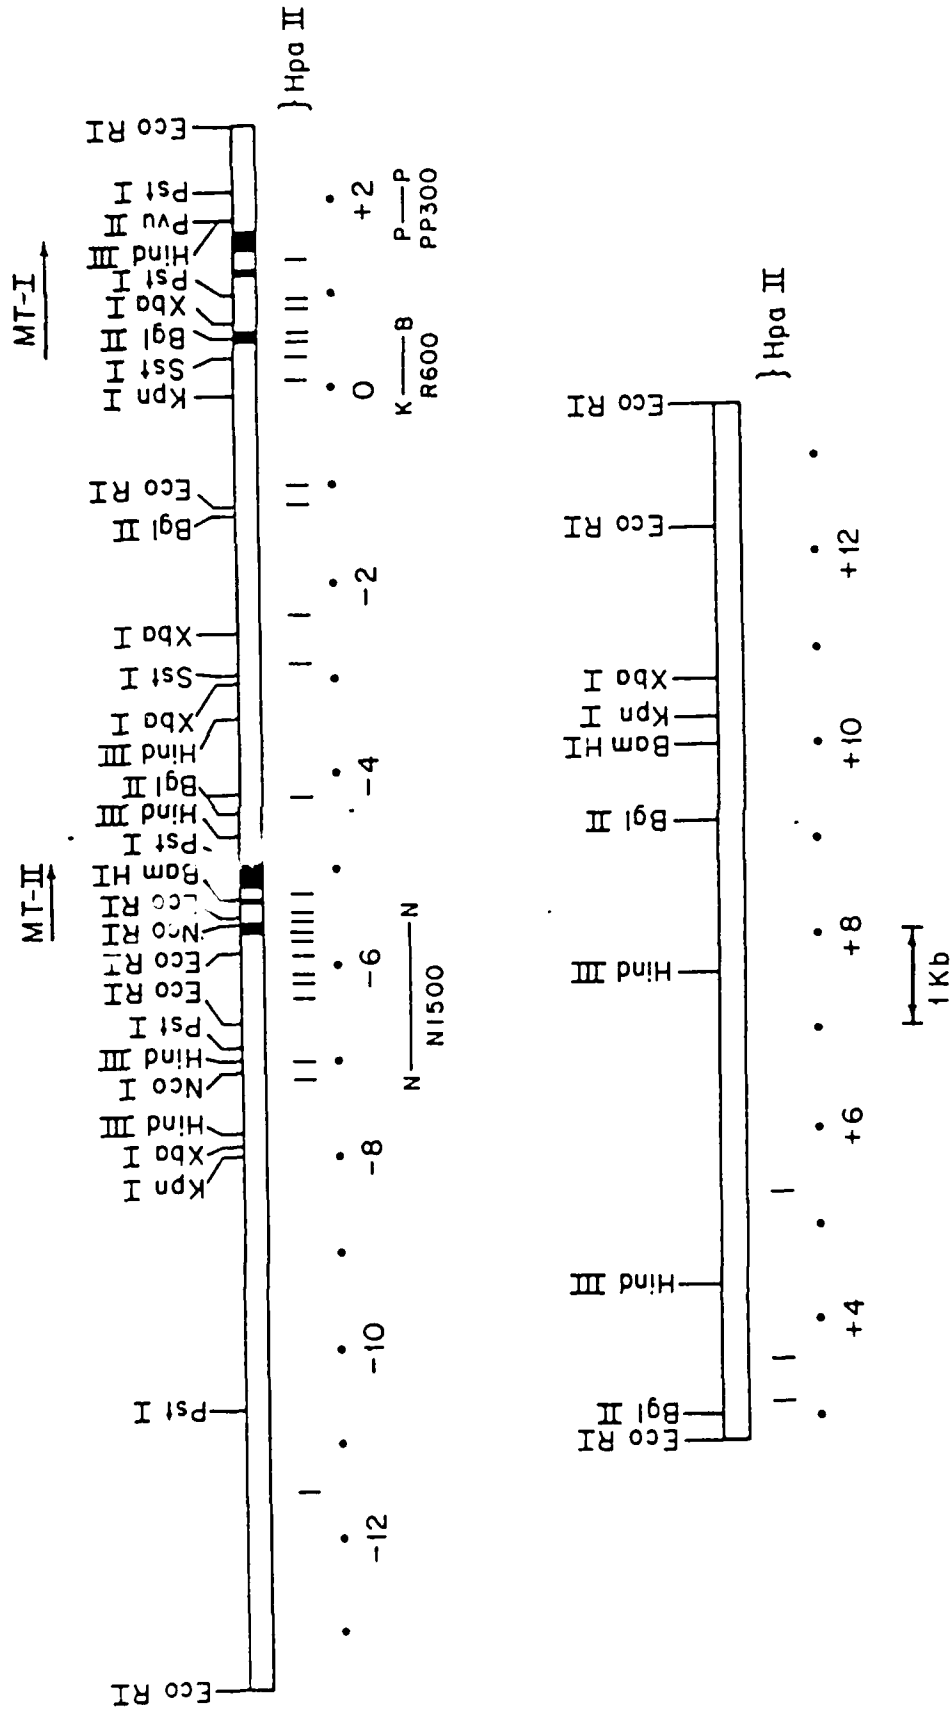 MT-II
MT-I
Eco RI
Pst I
Kpn I
Xba I
Hind III
Nco I
Hind III
Pst I
Eco RI
Eco RI
Nco
RI
RI
Bam HI
Pst I
Hind III
Bgl II
Hind III
Xba I
Sst I
Xba I
Bgl II
Eco RI
Kpn I
Sst I
Bgl II
Xba I
Pst I
Hind III
Pvu II
Pst I
Eco RI
}Hpa II
-12
-10
-8
-6
-4
-2
0
+2
N N
N1500
K B
R600
P P
PP300
Eco RI
Bgl II
Hind III
Hind III
Bgl II
Bam HI
Kpn I
Xba I
Eco RI
Eco RI
}Hpa II
+4
+6
+8
+10
+12
1 Kb